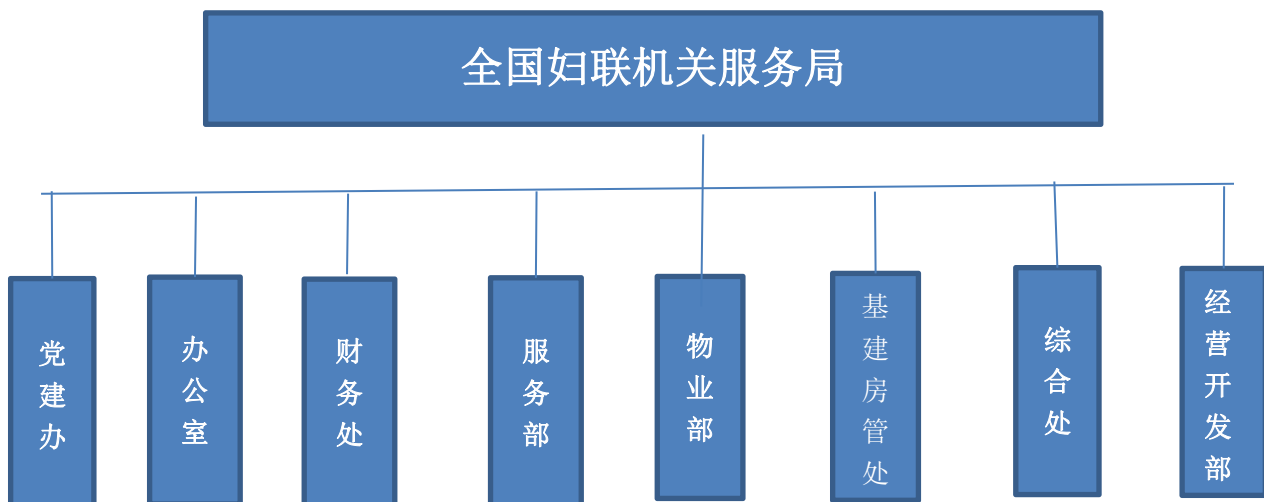 全国妇联机关服务局
党建办
办公室
财务处
服务部
物业部
基建房管处
综合处
经营开发部